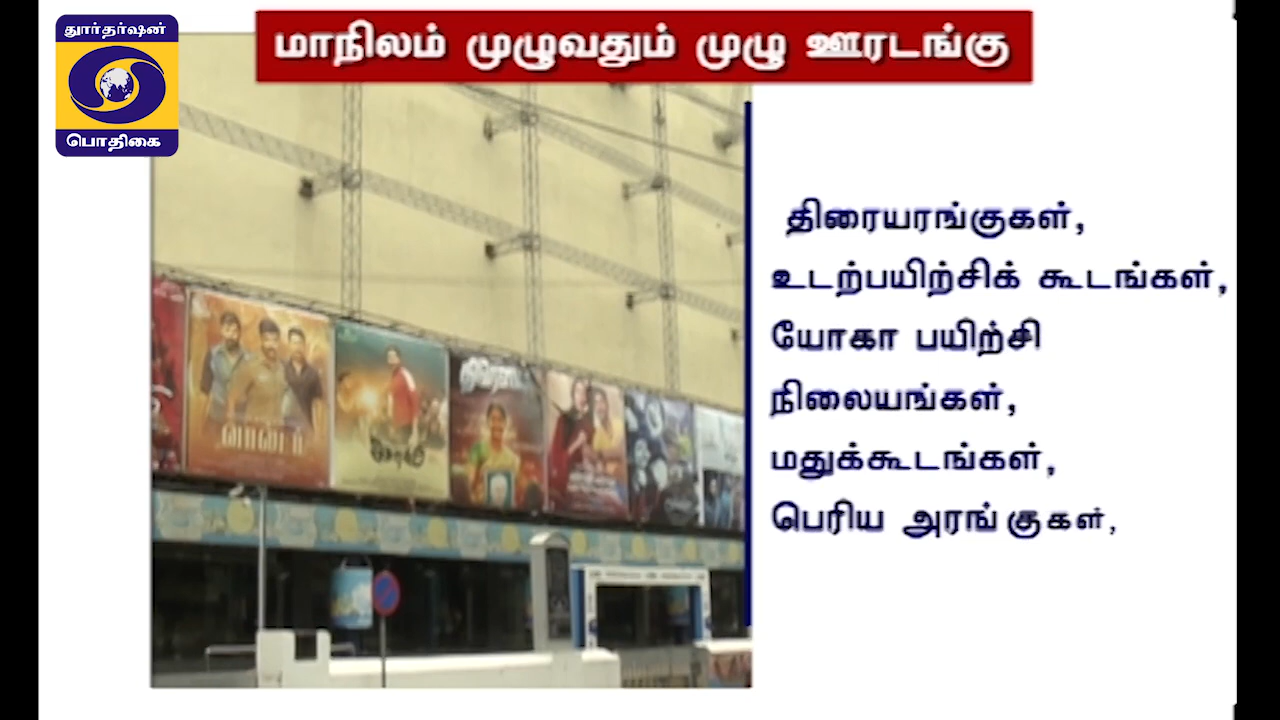 தூர்தர்ஷன்
பொதிகை
மாநிலம் முழுவதும் முழு ஊரடங்கு
திரையரங்குகள்,
உடற்பயிற்சிக் கூடங்கள்,
யோகா பயிற்சி
நிலையங்கள்,
மதுக்கூடங்கள்,
பெரிய அரங்குகள்,